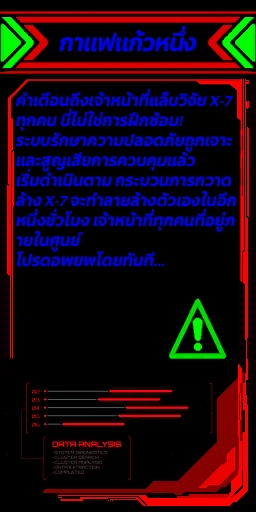 กาแฟแก้วหนึ่ง
คำเตือนถึงเจ้าหน้าที่แล็บวิจัย X-7
ทุกคน นี่ไม่ใช่การฝึกซ้อม!
ระบบรักษาความปลอดภัยถูกเจาะ
และสูญเสียการควบคุมแล้ว
เริ่มดำเนินตาม กระบวนการกวาด
ล้าง X-7 จะทำลายล้างตัวเองในอีก
หนึ่งชั่วโมง เจ้าหน้าที่ทุกคนที่อยู่ภ
ายในศูนย์
โปรดอพยพโดยทันที...
DATA ANALYSIS
-SYSTEM DIAGNOSTICS
-CLUSTER SEARCH
-CLUSTER ANALYSIS
-DATA EXTRACTION
-COMPLETED